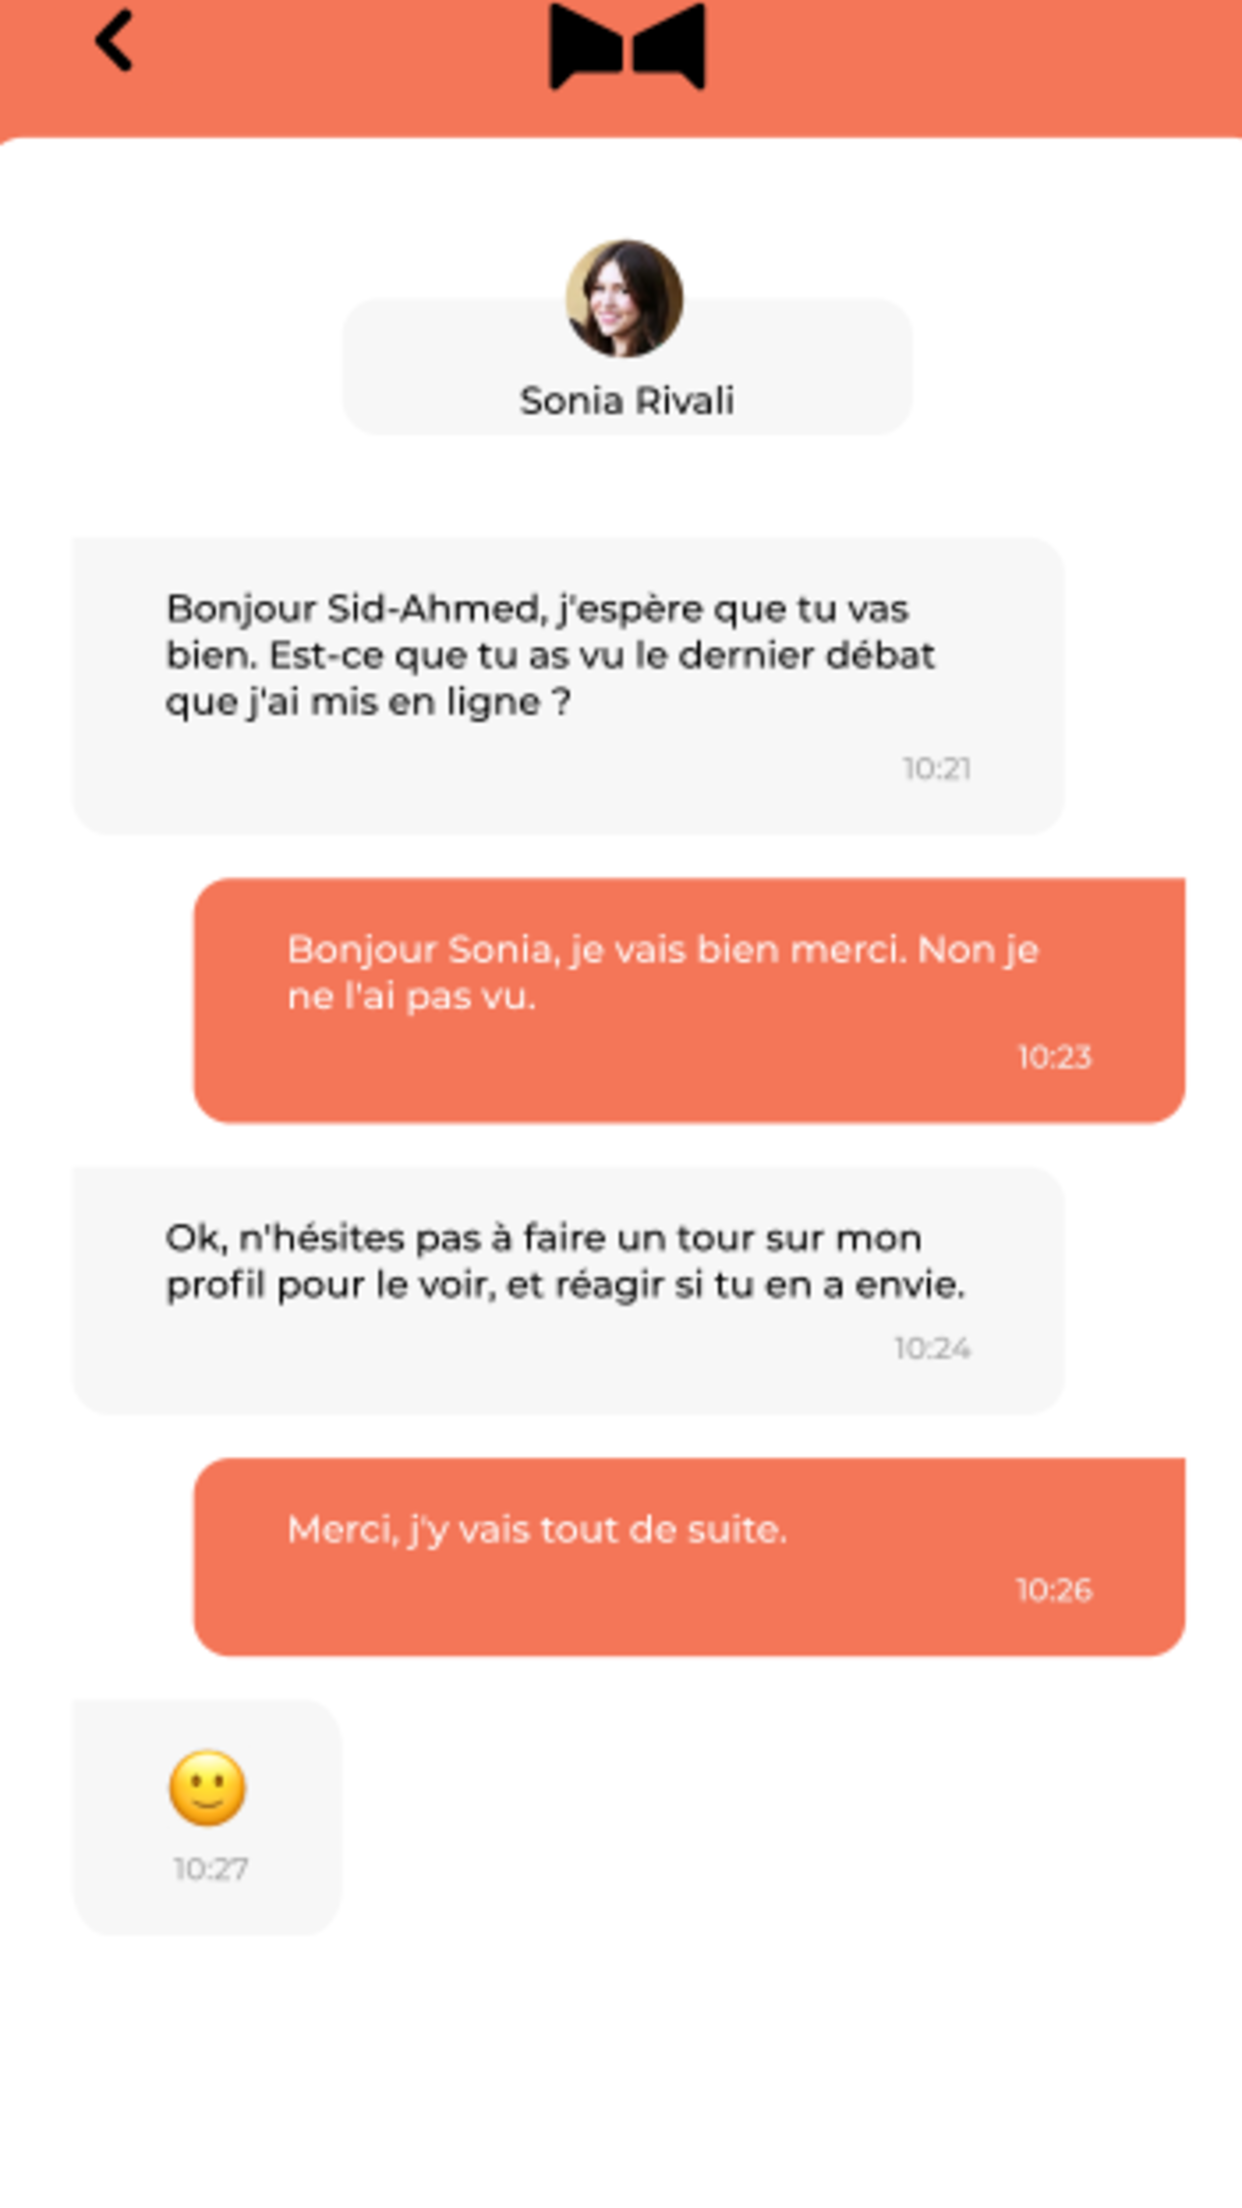 Sonia Rivali
Bonjour Sid-Ahmed, j'espère que tu vas
bien. Est-ce que tu as vu le dernier débat
que j'ai mis en ligne ?
10:21
Bonjour Sonia, je vais bien merci. Non je
ne l'ai pas vu.
10:23
Ok, n'hésites pas à faire un tour sur mon
profil pour le voir, et réagir si tu en a envie.
10:24
Merci, j'y vais tout de suite.
10:26
10:27